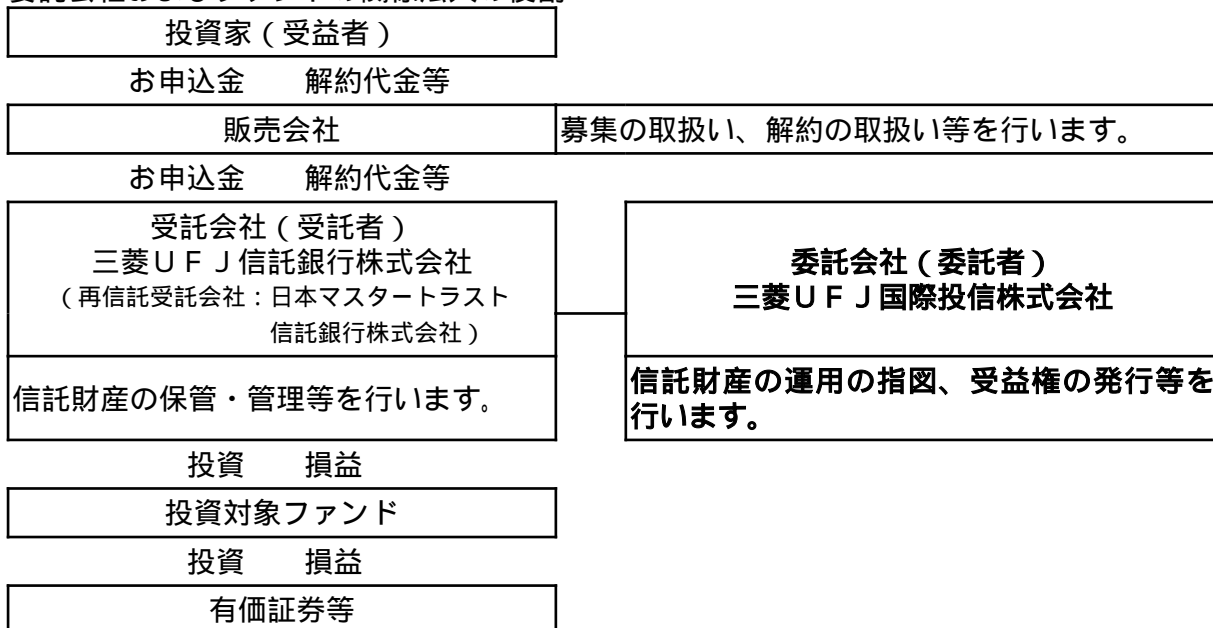 投資家(受益者)
お申込金 解約代金等
販売会社 募集の取扱い、解約の取扱い等を行います。
お申込金 解約代金等
受託会社(受託者)
三菱UFJ信託銀行株式会社
(再信託受託会社:日本マスタートラスト
信託銀行株式会社)
委託会社(委託者)
三菱UFJ国際投信株式会社
信託財産の保管・管理等を行います。
信託財産の運用の指図、受益権の発行等を
行います。
投資 損益
投資対象ファンド
投資 損益
有価証券等